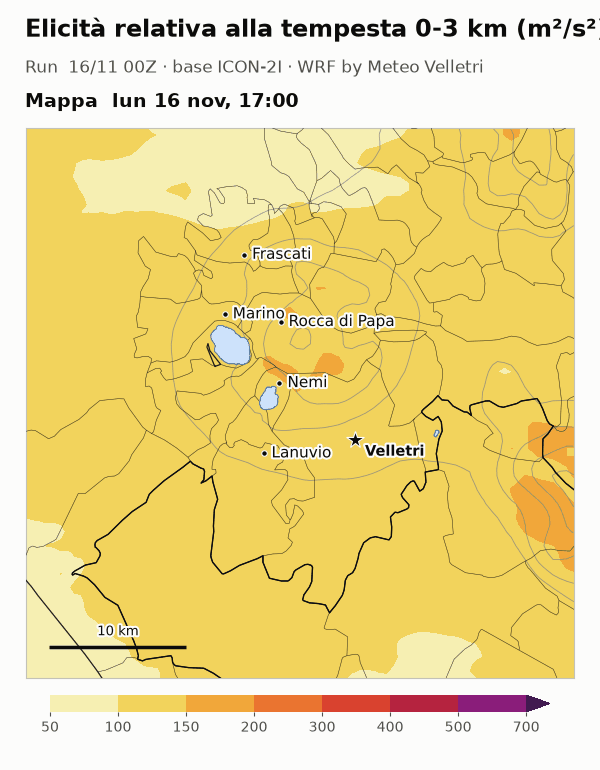 Elicità relativa alla tempesta 0-3 km (m²/s²)
Run  16/11 00Z · base ICON-2I · WRF by Meteo Velletri
Mappa  lun 16 nov, 17:00
Frascati
Marino
Rocca di Papa
Nemi
Velletri
Lanuvio
10 km
50 100 150 200 300 400 500 700